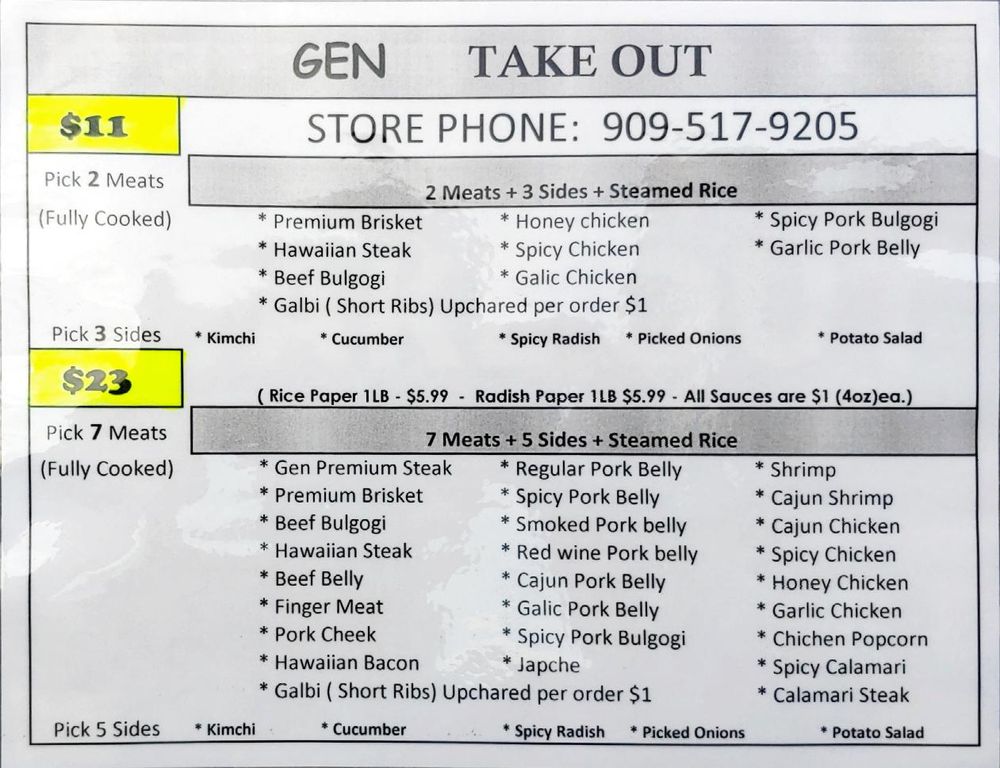 GEN TAKE OUT
$11 STORE PHONE: 909-517-9205
Pick 2 Meats
2 Meats + 3 Sides + Steamed Rice
(Fully Cooked)
* Premium Brisket * Honey chicken * Spicy Pork Bulgogi
* Hawaiian Steak * Spicy Chicken * Garlic Pork Belly
* Beef Bulgogi * Galic Chicken
* Galbi ( Short Ribs) Upchared per order $1
Pick 3 Sides * Kimchi * Cucumber * Spicy Radish * Picked Onions * Potato Salad
$23
( Rice Paper 1LB - $5.99 - Radish Paper 1LB $5.99 - All Sauces are $1 (4oz)ea.)
Pick 7 Meats
7 Meats + 5 Sides + Steamed Rice
(Fully Cooked)
* Gen Premium Steak * Regular Pork Belly * Shrimp
* Premium Brisket * Spicy Pork Belly * Cajun Shrimp
* Beef Bulgogi * Smoked Pork belly * Cajun Chicken
* Hawaiian Steak * Red wine Pork belly * Spicy Chicken
* Beef Belly * Cajun Pork Belly * Honey Chicken
* Finger Meat * Galic Pork Belly * Garlic Chicken
* Pork Cheek * Spicy Pork Bulgogi * Chichen Popcorn
* Hawaiian Bacon * Japche * Spicy Calamari
* Galbi ( Short Ribs) Upchared per order $1 * Calamari Steak
Pick 5 Sides * Kimchi * Cucumber * Spicy Radish * Picked Onions * Potato Salad